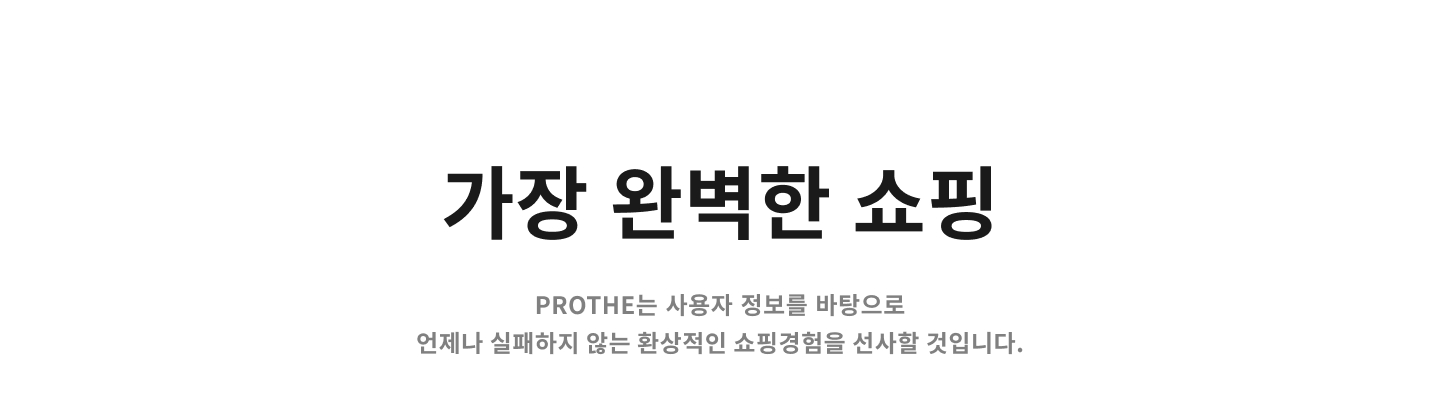 가장 완벽한 쇼핑
PROTHE는 사용자 정보를 바탕으로
언제나 실패하지 않는 환상적인 쇼핑경험을 선사할 것입니다.